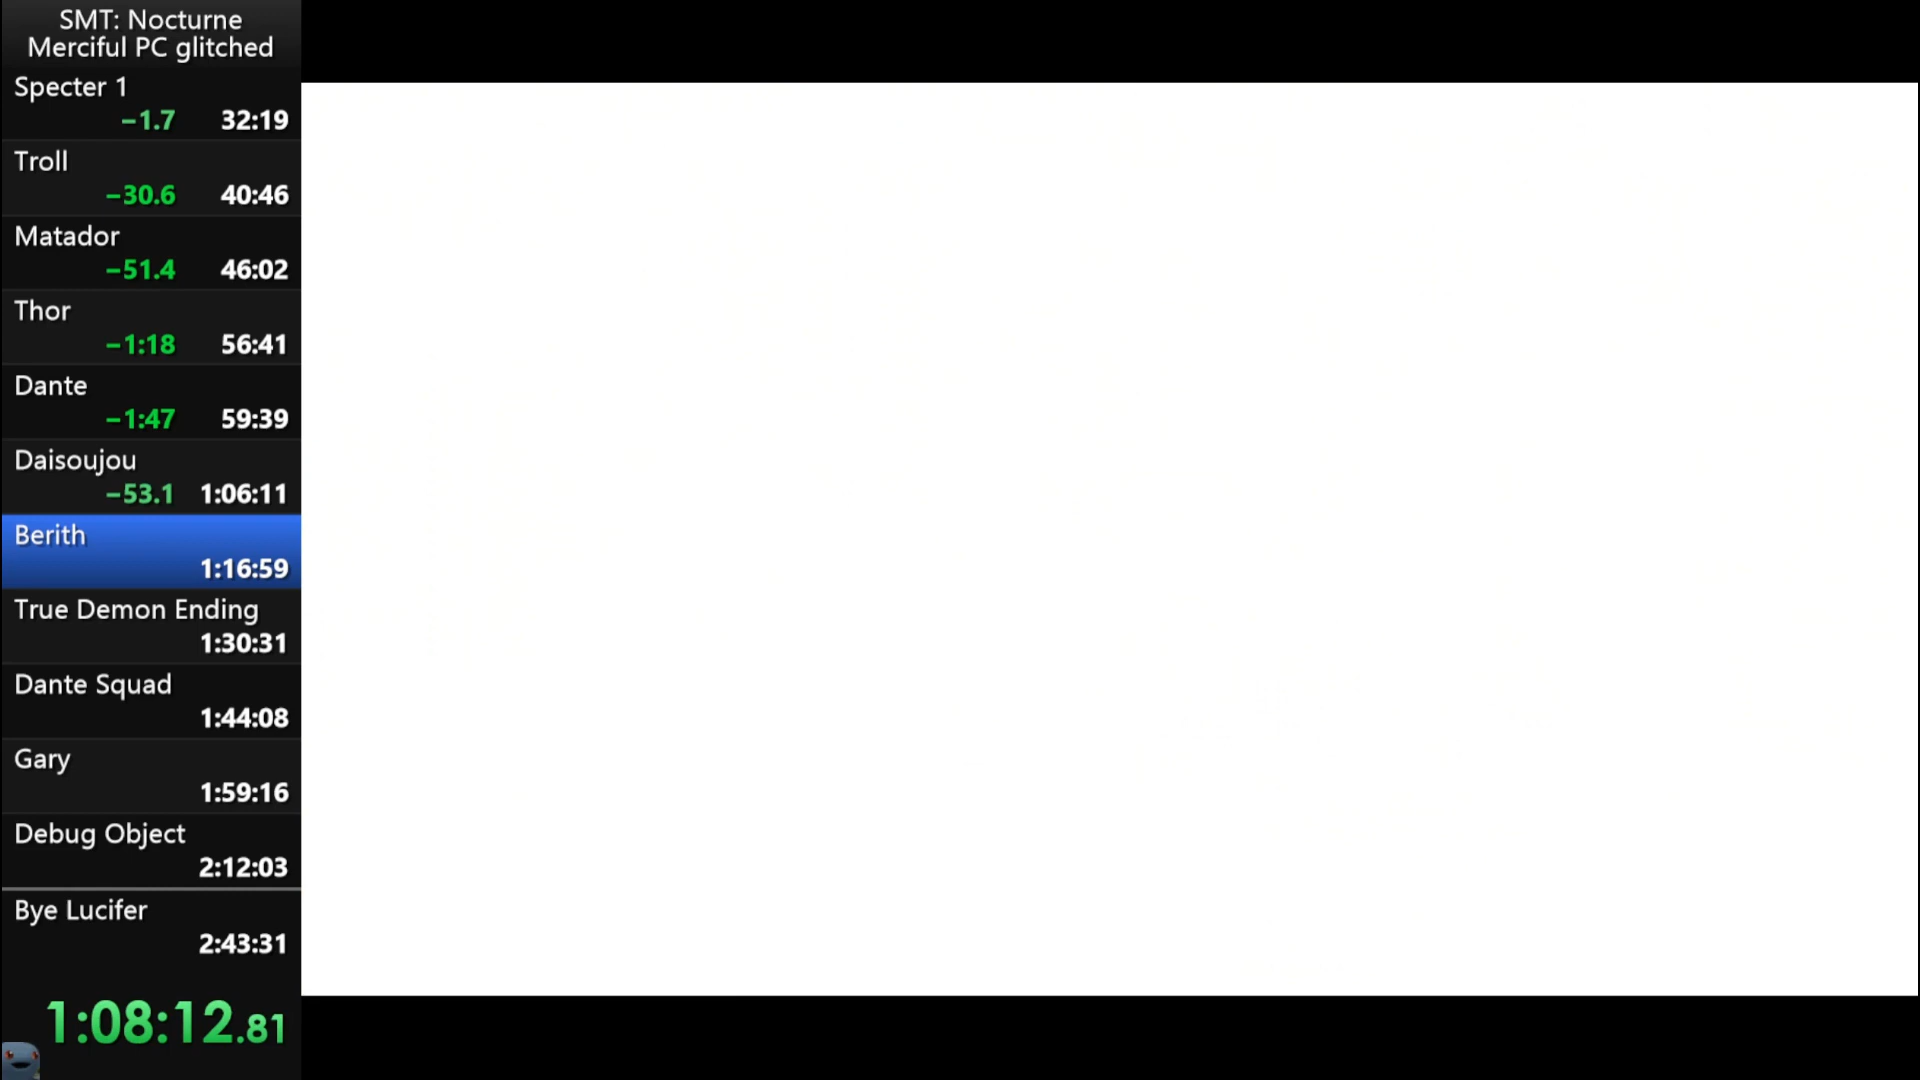 SMT: Nocturne
Merciful PC glitched
Specter 1
−1.7 32:19
Troll
−30.6 40:46
Matador
−51.4 46:02
Thor
−1:18 56:41
Dante
−1:47 59:39
Daisoujou
−53.1 1:06:11
Berith
1:16:59
True Demon Ending
1:30:31
Dante Squad
1:44:08
Gary
1:59:16
Debug Object
2:12:03
Bye Lucifer
2:43:31
1:08:12.81